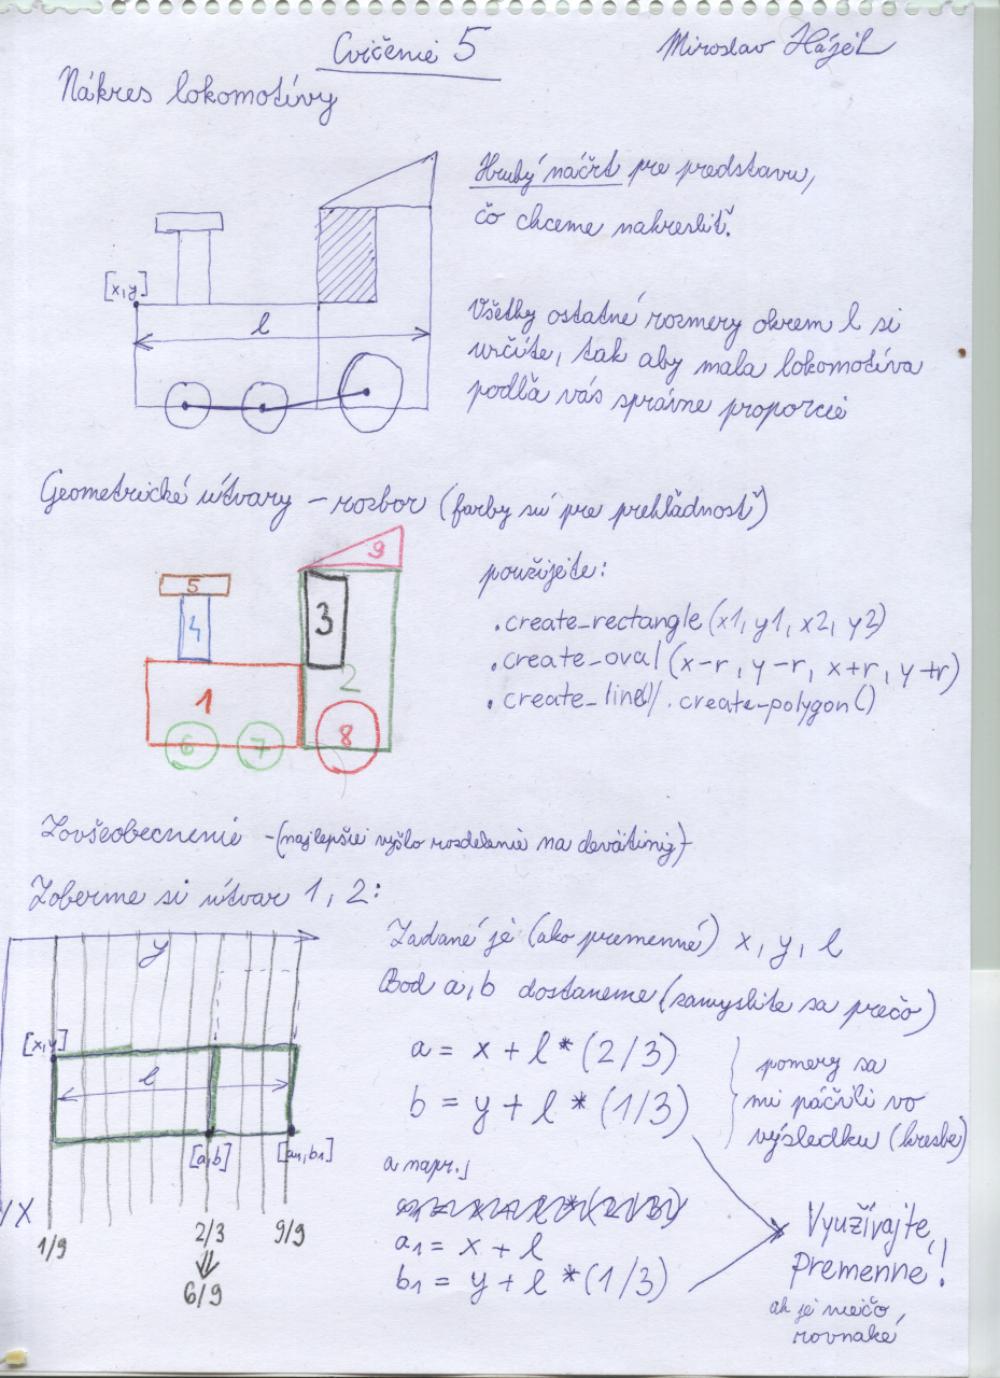 Cvičenie 5
Miroslav Hájek
Nákres lokomotívy
Hrubý náčrt pre predstavu,
čo chceme nakresliť.
[x,y]
l
Všetky ostatné rozmery okrem l si
určite, tak aby mala lokomotíva
podľa vás správne proporcie
Geometrické útvary – rozbor (farby sú pre prehľadnosť)
9
5
3
4
2
1
6
7
8
použijete:
.create_rectangle (x1, y1, x2, y2)
.create_oval (x-r, y-r, x+r, y+r)
.create_line() / .create_polygon()
Zovšeobecnenie -(najlepšie vyšlo rozdelenie na devätiny)
Zoberme si útvar 1, 2:
y
[x,y]
l
[a,b]
[a1,b1]
X
1/9
2/3
9/9
6/9
Zadané je (ako premenné) x, y, l
Bod a,b dostaneme (zamyslite sa prečo)
a = x + l * (2/3)
b = y + l * (1/3)
pomery sa
mi páčili vo
výsledku (kresbe)
a napr.
a1 = x + l
b1 = y + l * (1/3)
Využívajte
premenné!
ak je niečo
rovnaké